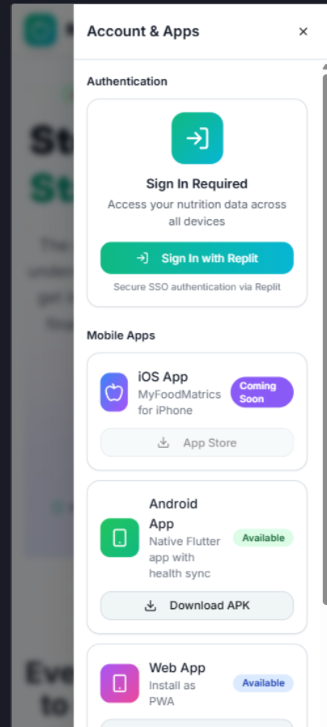 Account & Apps
×
Authentication
Sign In Required
Access your nutrition data across
all devices
Sign In with Replit
Secure SSO authentication via Replit
Mobile Apps
iOS App
MyFoodMatrics
for iPhone
Coming
Soon
App Store
Android
App
Native Flutter
app with
health sync
Available
Download APK
Web App
Install as
PWA
Available
Eve
to